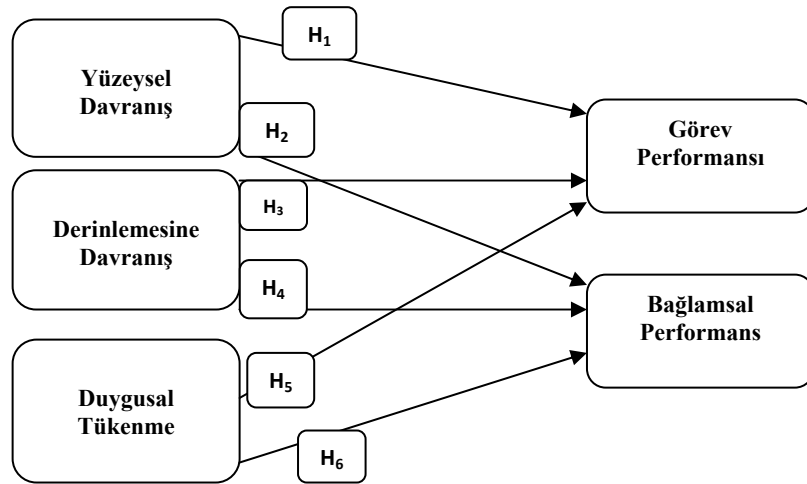 Yüzeysel
Davranış
H₁
H₂
Derinlemesine
Davranış
H₃
H₄
Duygusal
Tükenme
H₅
H₆
Görev
Performansı
Bağlamsal
Performans